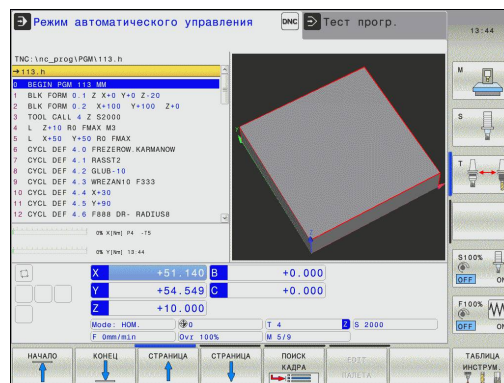 Режим автоматического управления
DNC
Тест прогр.
13:44
TNC:\nc_prog\PGM\113.h
→113.h
0 BEGIN PGM 113 MM
1 BLK FORM 0.1 Z X+0 Y+0 Z-20
2 BLK FORM 0.2 X+100 Y+100 Z+0
3 TOOL CALL 4 Z S2000
4 L Z+10 R0 FMAX M3
5 L X+50 Y+50 R0 FMAX
6 CYCL DEF 4.0 FREZEROW.KARMANOW
7 CYCL DEF 4.1 RASST2
8 CYCL DEF 4.2 GLUB-10
9 CYCL DEF 4.3 WREZAN10 F333
10 CYCL DEF 4.4 X+30
11 CYCL DEF 4.5 Y+90
12 CYCL DEF 4.6 F888 DR- RADIUS8
0% X[Nm] P4 -T5
0% Y[Nm] 13:44
X +51.140 B +0.000
Y +54.549 C +0.000
Z +10.000
Mode: НОМ. 0 T 4 Z S 2000
F 0mm/min Ovr 100% M 5/9
M
S
T
S100%
OFF ON
F100%
OFF ON
НАЧАЛО
КОНЕЦ
СТРАНИЦА
СТРАНИЦА
ПОИСК
КАДРА
EDIT
ПАЛЕТА
ТАБЛИЦА
ИНСТРУМ.